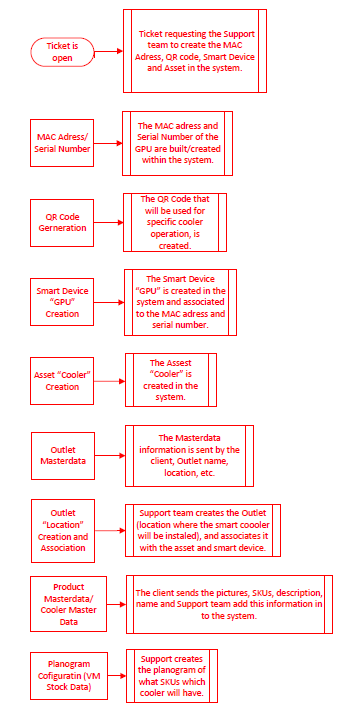 Ticket is
open
Ticket requesting the Support
team to create the MAC
Adress, QR code, Smart Device
and Asset in the system.
MAC Adress/
Serial Number
The MAC adress and
Serial Number of the
GPU are built/created
within the system.
QR Code
Gerneration
The QR Code that
will be used for
specific cooler
operation, is
created.
Smart Device
“GPU”
Creation
The Smart Device
“GPU” is created in the
system and associated
to the MAC adress and
serial number.
Asset “Cooler”
Creation
The Assest
“Cooler” is
created in the
system.
Outlet
Masterdata
The Masterdata
information is sent by the
client, Outlet name,
location, etc.
Outlet
“Location”
Creation and
Association
Support team creates the Outlet
(location where the smart coooler
will be instaled), and associates it
with the asset and smart device.
Product
Masterdata/
Cooler Master
Data
The client sends the pictures, SKUs, description,
name and Support team add this information in
to the system.
Planogram
Cofiguratin (VM
Stock Data)
Support creates
the planogram of
what SKUs which
cooler will have.